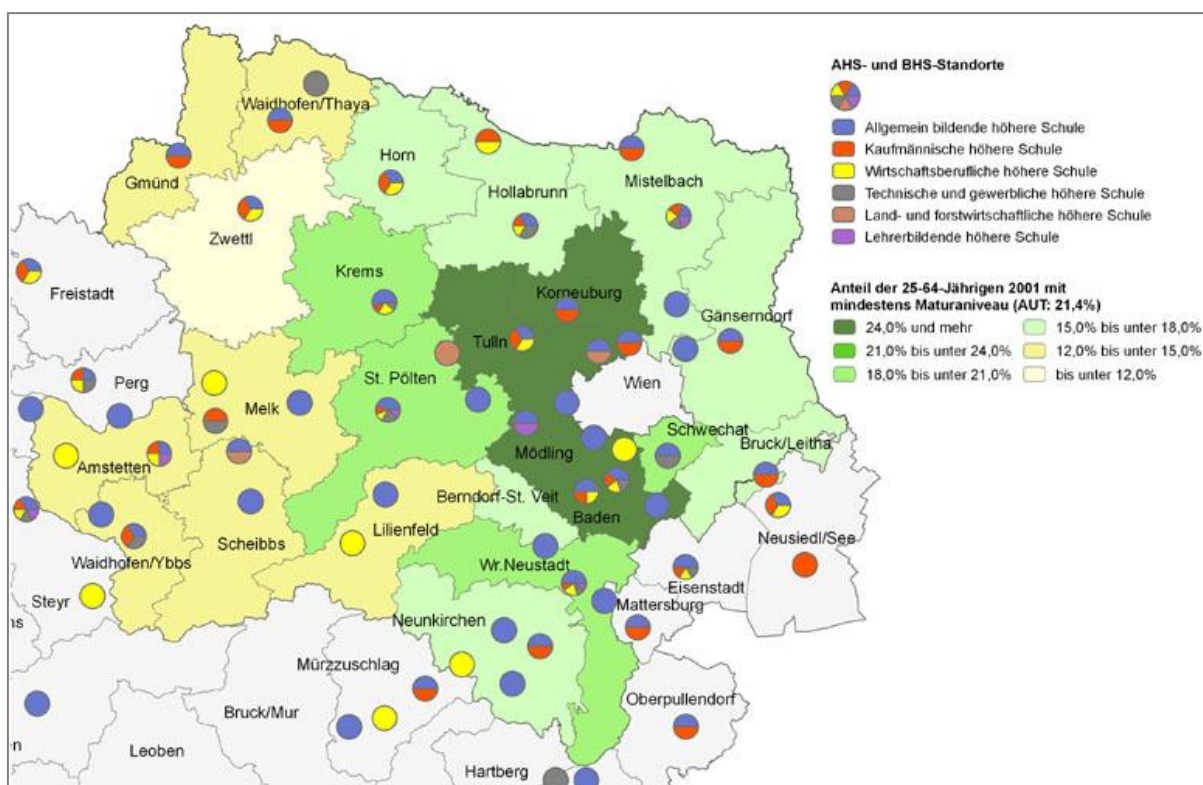 AHS- und BHS-Standorte
Allgemein bildende höhere Schule
Kaufmännische höhere Schule
Wirtschaftsberufliche höhere Schule
Technische und gewerbliche höhere Schule
Land- und forstwirtschaftliche höhere Schule
Lehrerbildende höhere Schule
Anteil der 25-64-Jährigen 2001 mit
mindestens Maturaniveau (AUT: 21,4%)
24,0% und mehr
15,0% bis unter 18,0%
21,0% bis unter 24,0%
12,0% bis unter 15,0%
18,0% bis unter 21,0%
bis unter 12,0%
Waidhofen/Thaya
Gmünd
Horn
Hollabrunn
Mistelbach
Zwettl
Freistadt
Krems
Korneuburg
Gänserndorf
Tulln
Perg
St. Pölten
Wien
Melk
Schwechat
Bruck/Leitha
Amstetten
Mödling
Berndorf-St. Veit
Baden
Lilienfeld
Scheibbs
Neusiedl/See
Waidhofen/Ybbs
Wr.Neustadt
Eisenstadt
Steyr
Mattersburg
ns
Neunkirchen
Mürzzuschlag
Oberpullendorf
Bruck/Mur
en
Leoben
Hartberg